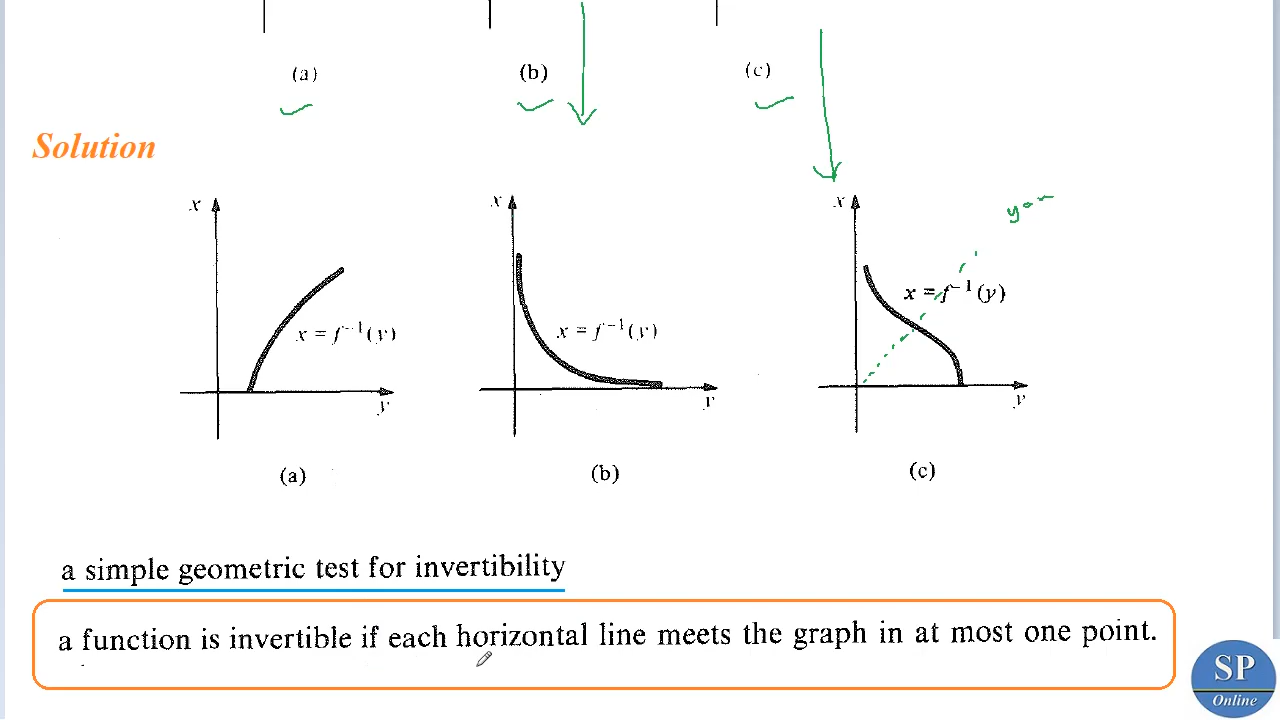 (a) (b) (c)
Solution
x x x y=x
x = f⁻¹(y) x = f⁻¹(y) x = f⁻¹(y)
y y y
(a) (b) (c)
a simple geometric test for invertibility
a function is invertible if each horizontal line meets the graph in at most one point.
SP
Online